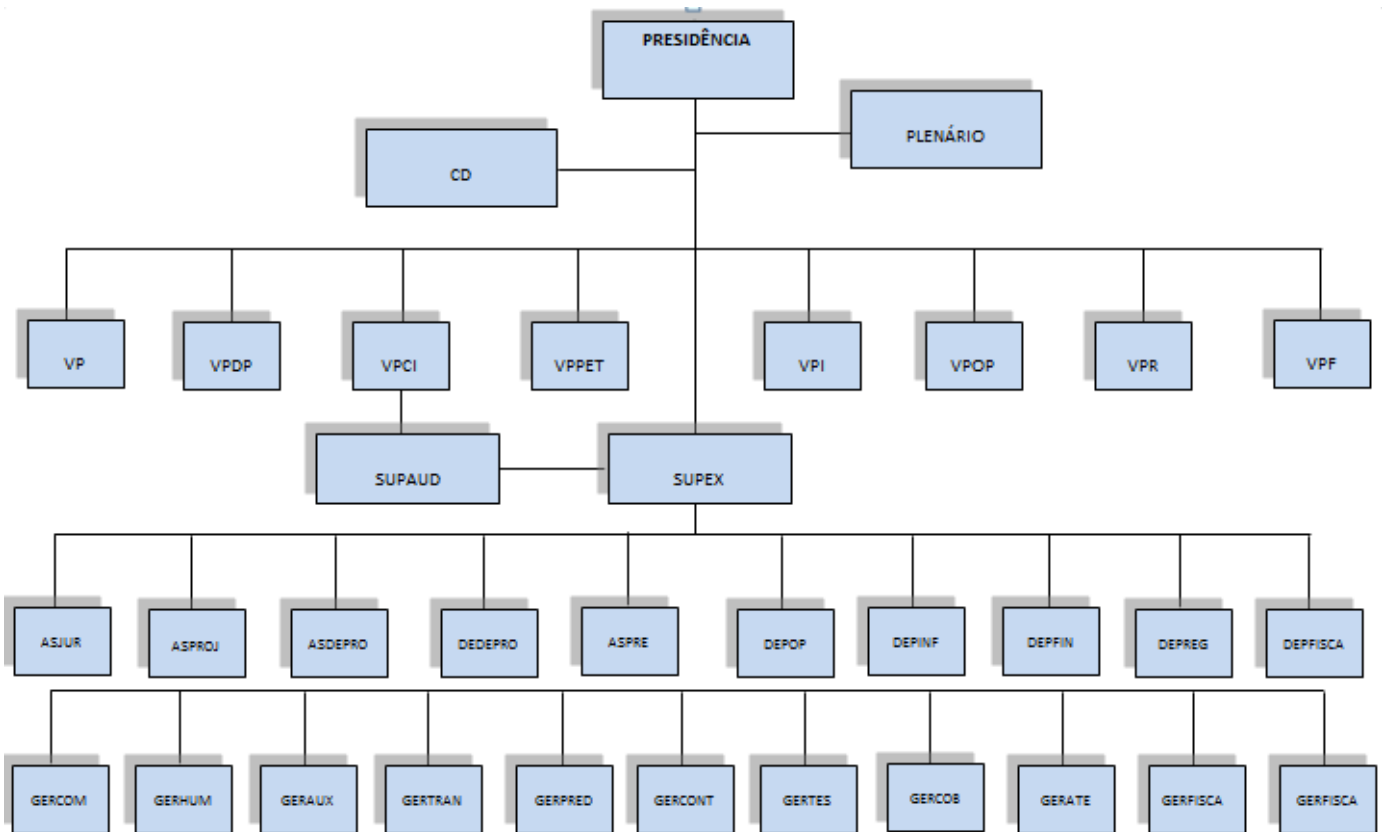 PRESIDÊNCIA
PLENÁRIO
CD
VP
VPDP
VPCI
VPPET
VPI
VPOP
VPR
VPF
SUPAUD
SUPEX
ASJUR
ASPROJ
ASDEPRO
DEDEPRO
ASPRE
DEPOP
DEPINF
DEPFIN
DEPREG
DEPFISCA
GERCOM
GERHUM
GERAUX
GERTRAN
GERPRED
GERCONT
GERTES
GERCOB
GERATE
GERFISCA
GERFISCA